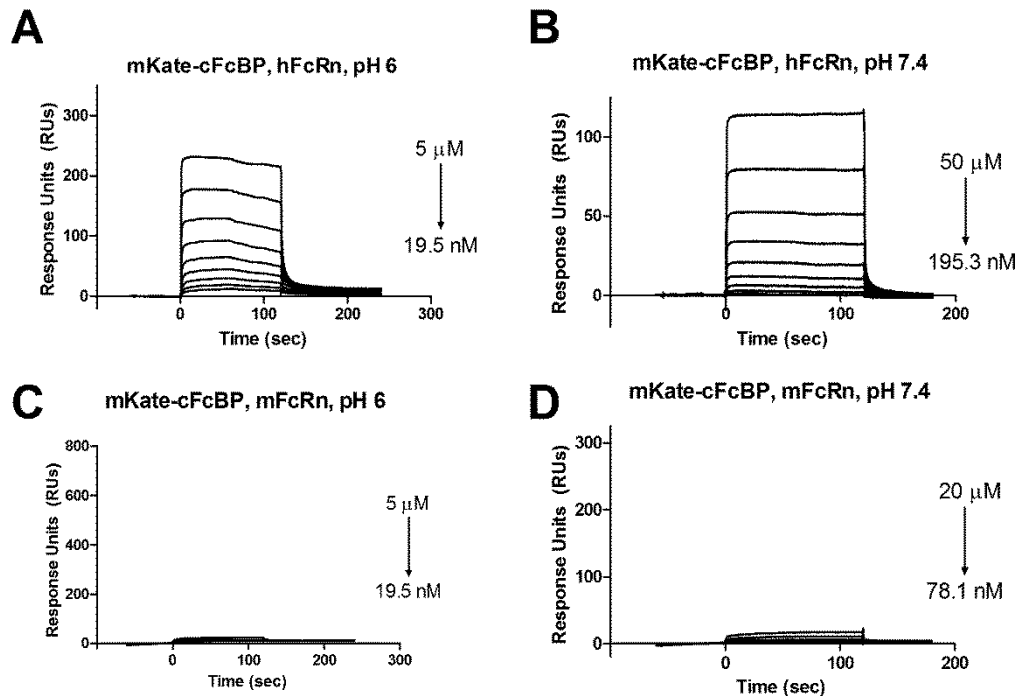 A
mKate-cFcBP, hFcRn, pH 6
Response Units (RUs)
300
200
100
0
0
100
200
300
Time (sec)
5 μM
19.5 nM
B
mKate-cFcBP, hFcRn, pH 7.4
Response Units (RUs)
100
50
0
0
100
200
Time (sec)
50 μM
195.3 nM
C
mKate-cFcBP, mFcRn, pH 6
Response Units (RUs)
800
600
400
200
0
0
100
200
300
Time (sec)
5 μM
19.5 nM
D
mKate-cFcBP, mFcRn, pH 7.4
Response Units (RUs)
300
200
100
0
0
100
200
Time (sec)
20 μM
78.1 nM